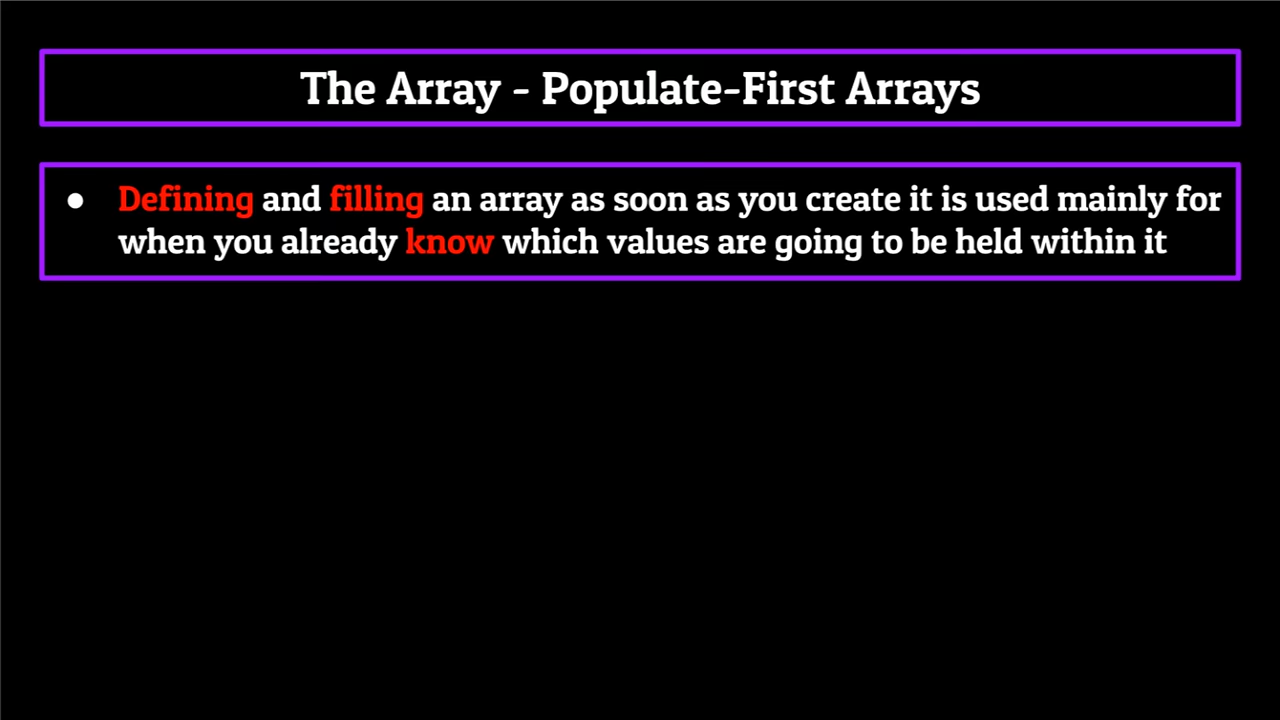 The Array - Populate-First Arrays
● Defining and filling an array as soon as you create it is used mainly for
when you already know which values are going to be held within it